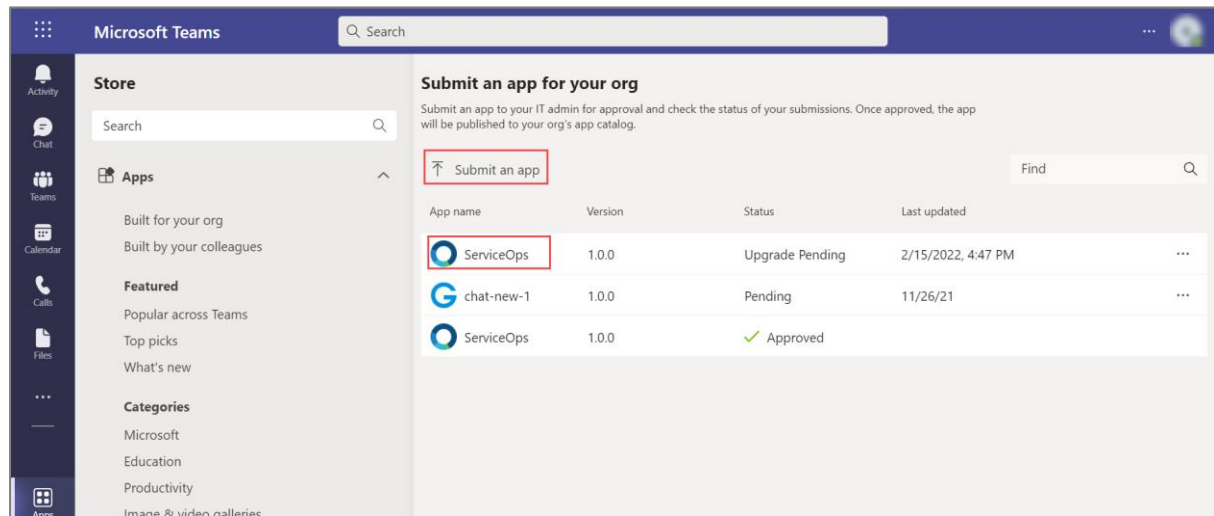 Microsoft Teams
Search
...
Activity
Chat
Teams
Calendar
Calls
Files
...
Apps
Store
Search
Apps
Built for your org
Built by your colleagues
Featured
Popular across Teams
Top picks
What's new
Categories
Microsoft
Education
Productivity
Image & video galleries
Submit an app for your org
Submit an app to your IT admin for approval and check the status of your submissions. Once approved, the app
will be published to your org's app catalog.
Submit an app
Find
App name Version Status Last updated
ServiceOps 1.0.0 Upgrade Pending 2/15/2022, 4:47 PM ...
chat-new-1 1.0.0 Pending 11/26/21 ...
ServiceOps 1.0.0 Approved